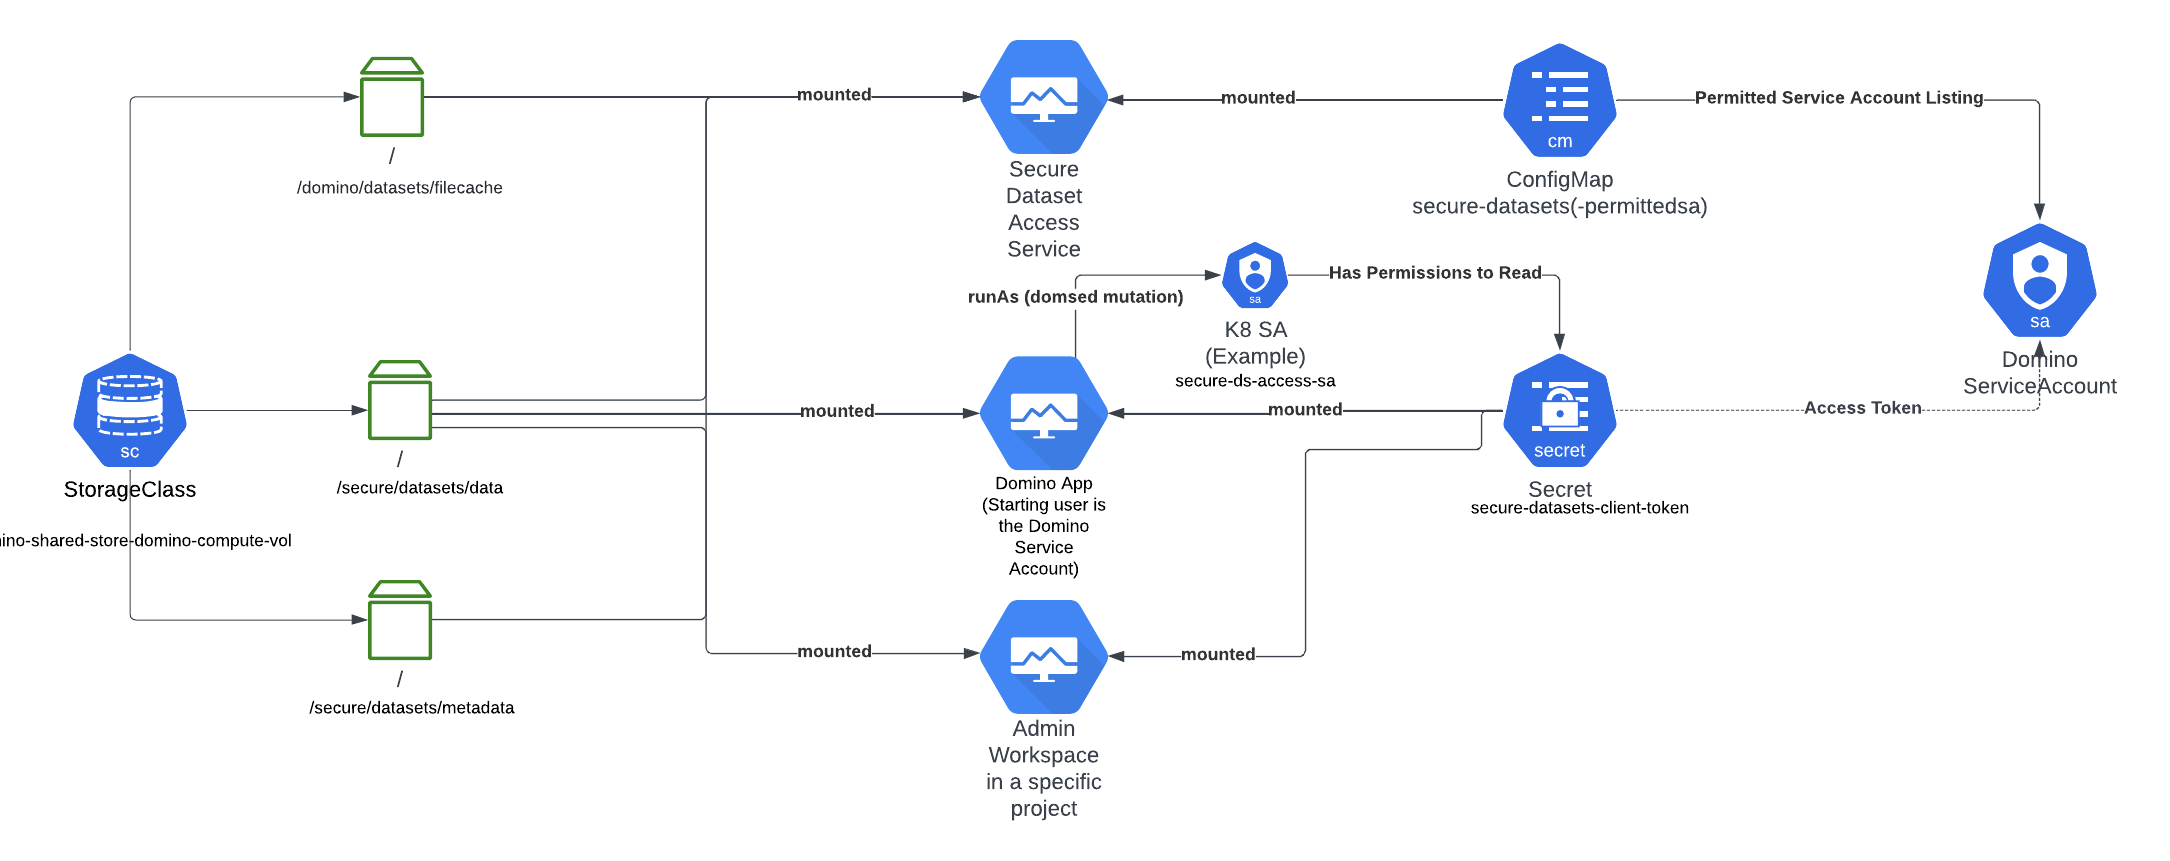 /
/domino/datasets/filecache
mounted
Secure
Dataset
Access
Service
mounted
cm
ConfigMap
secure-datasets(-permittedsa)
Permitted Service Account Listing
sa
Domino
ServiceAccount
runAs (domsed mutation)
sa
K8 SA
(Example)
secure-ds-access-sa
Has Permissions to Read
sc
StorageClass
ino-shared-store-domino-compute-vol
/
/secure/datasets/data
mounted
Domino App
(Starting user is
the Domino
Service
Account)
mounted
secret
Secret
secure-datasets-client-token
Access Token
/
/secure/datasets/metadata
mounted
Admin
Workspace
in a specific
project
mounted